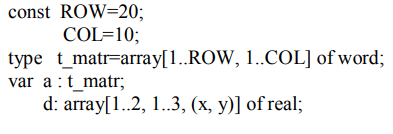 const ROW=20;
COL=10;
type t_matr=array[1..ROW, 1..COL] of word;
var a : t_matr;
d: array[1..2, 1..3, (x, y)] of real;